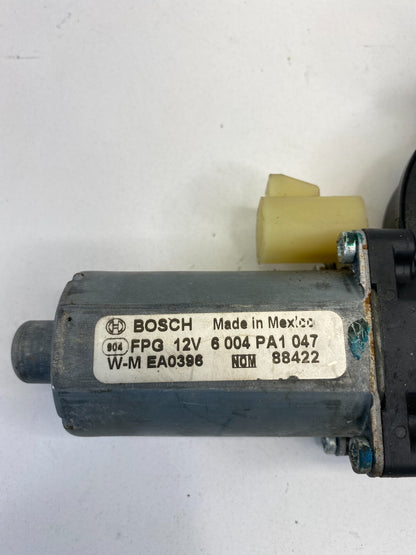 BOSCH Made in Mexico
904 FPG 12V 6 004 PA1 047
W-M EA0396 NOM 88422